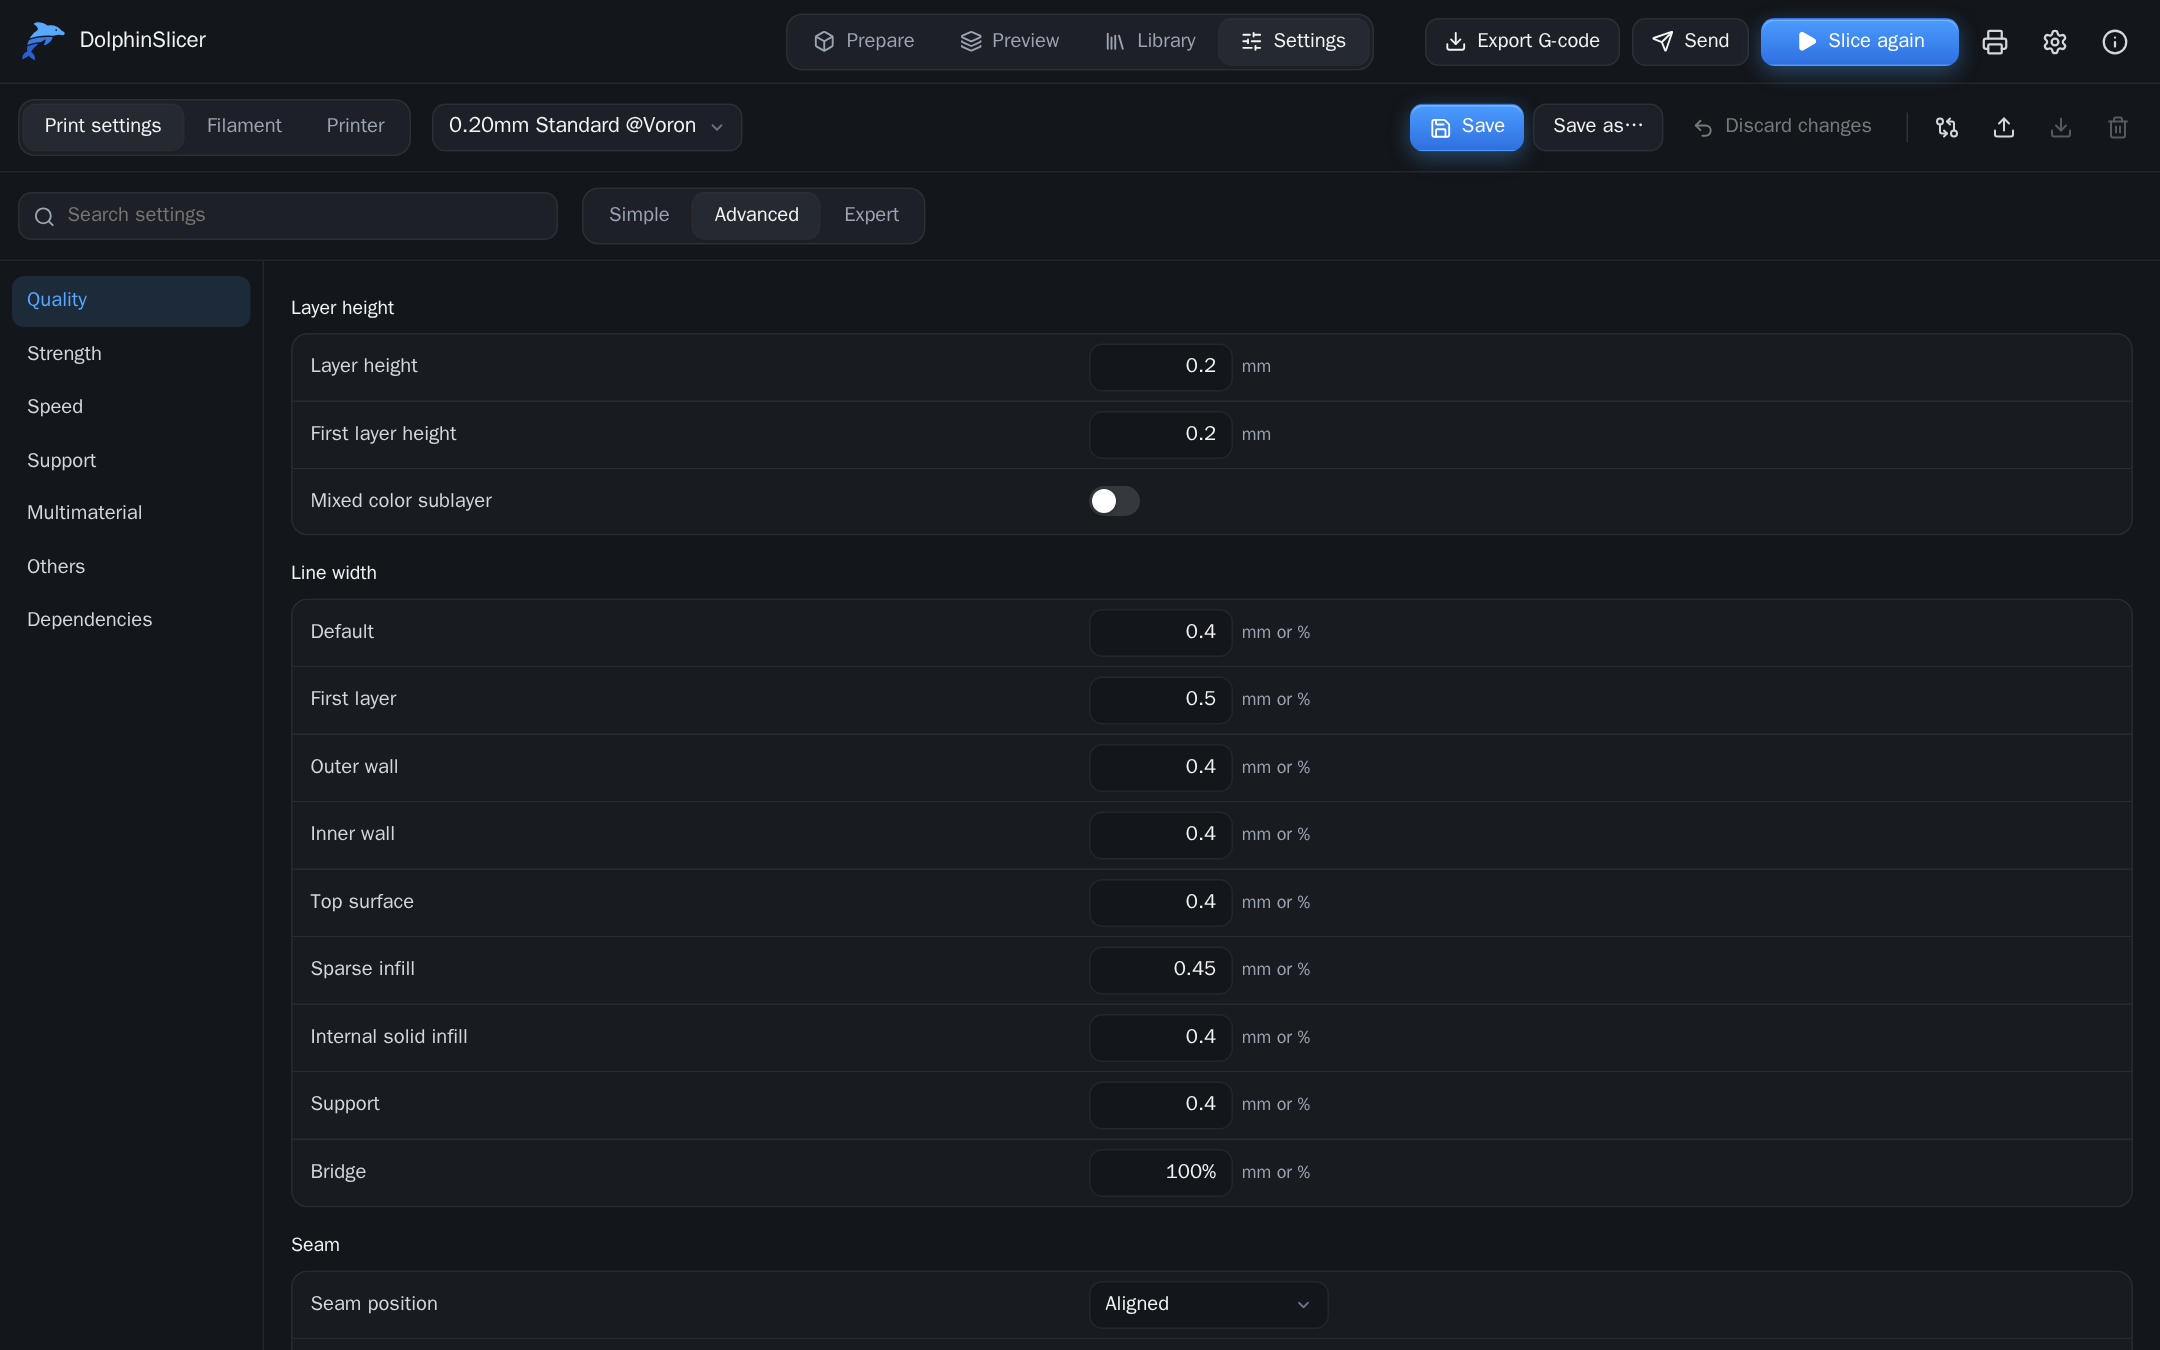 DolphinSlicer
Prepare
Preview
Library
Settings
Export G-code
Send
Slice again
Print settings
Filament
Printer
0.20mm Standard @Voron
Save
Save as···
Discard changes
Search settings
Simple
Advanced
Expert
Quality
Strength
Speed
Support
Multimaterial
Others
Dependencies
Layer height
Layer height 0.2 mm
First layer height 0.2 mm
Mixed color sublayer
Line width
Default 0.4 mm or %
First layer 0.5 mm or %
Outer wall 0.4 mm or %
Inner wall 0.4 mm or %
Top surface 0.4 mm or %
Sparse infill 0.45 mm or %
Internal solid infill 0.4 mm or %
Support 0.4 mm or %
Bridge 100% mm or %
Seam
Seam position Aligned